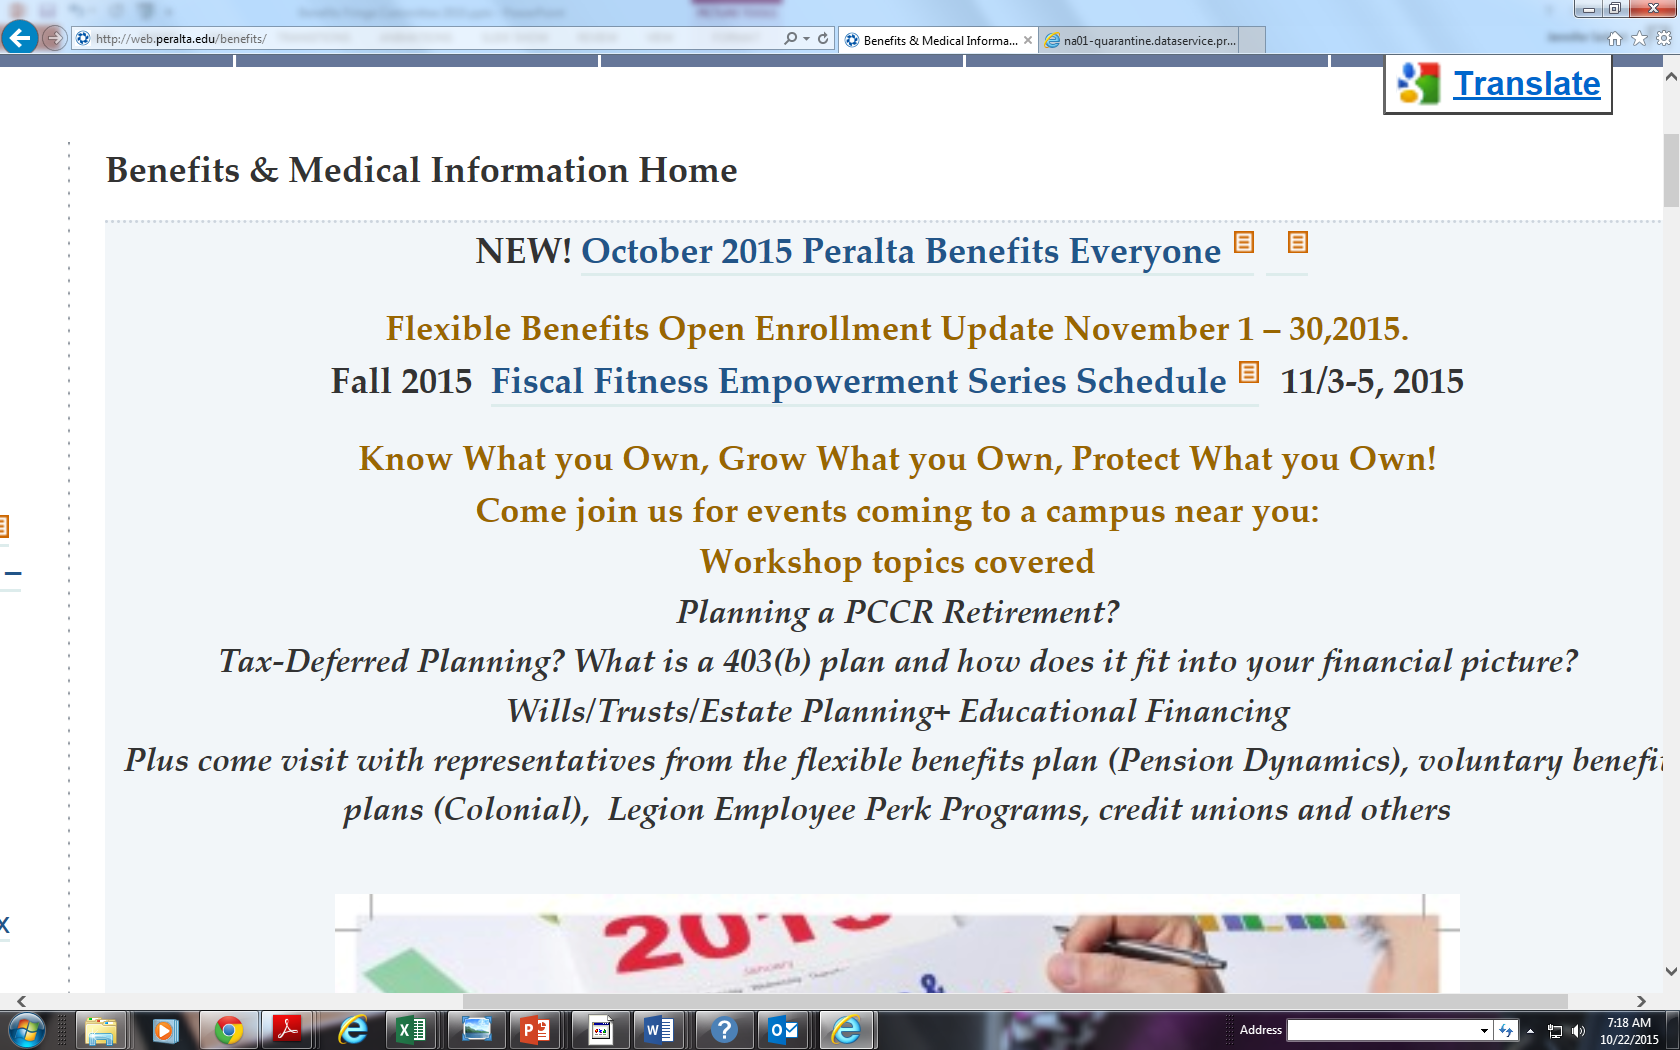 http://web.peralta.edu/benefits/
Benefits & Medical Informa...
na01-quarantine.dataservice.pr...
Translate
Benefits & Medical Information Home
NEW! October 2015 Peralta Benefits Everyone
Flexible Benefits Open Enrollment Update November 1 – 30,2015.
Fall 2015 Fiscal Fitness Empowerment Series Schedule 11/3-5, 2015
Know What you Own, Grow What you Own, Protect What you Own!
Come join us for events coming to a campus near you:
Workshop topics covered
Planning a PCCR Retirement?
Tax-Deferred Planning? What is a 403(b) plan and how does it fit into your financial picture?
Wills/Trusts/Estate Planning+ Educational Financing
Plus come visit with representatives from the flexible benefits plan (Pension Dynamics), voluntary benefi
plans (Colonial), Legion Employee Perk Programs, credit unions and others
–
x
January
&
Address
7:18 AM
10/22/2015